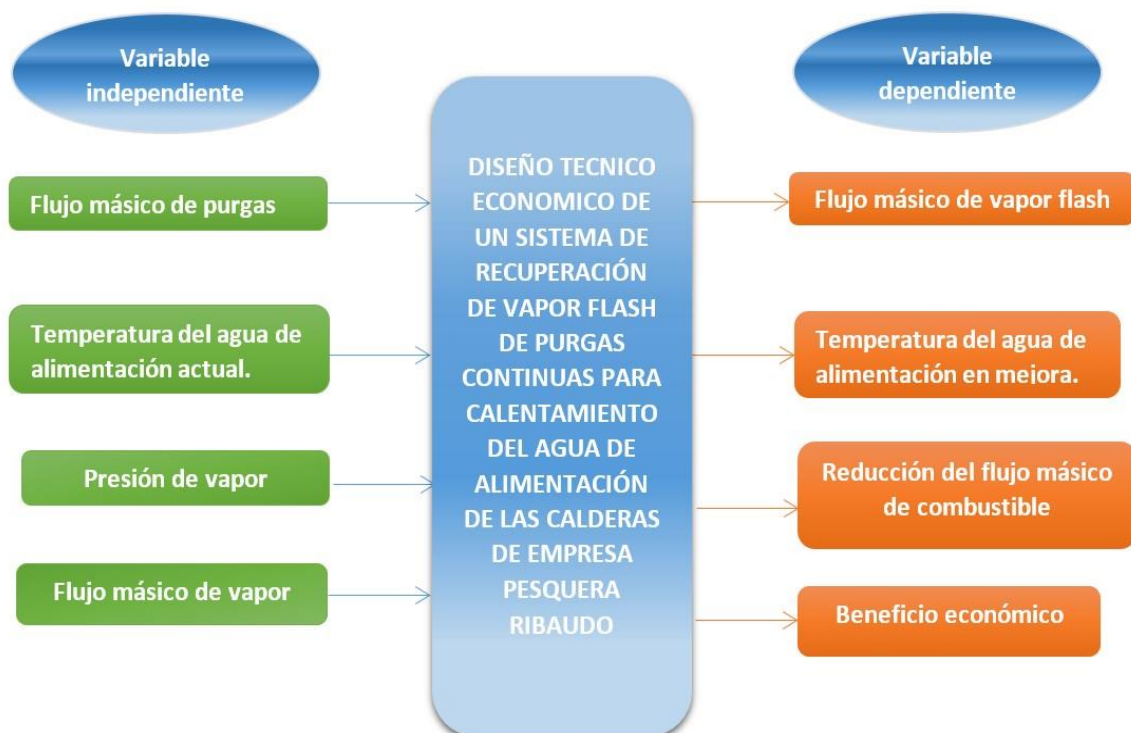 Variable
independiente
Flujo másico de purgas
Temperatura del agua de
alimentación actual.
Presión de vapor
Flujo másico de vapor
DISEÑO TECNICO
ECONOMICO DE
UN SISTEMA DE
RECUPERACIÓN
DE VAPOR FLASH
DE PURGAS
CONTINUAS PARA
CALENTAMIENTO
DEL AGUA DE
ALIMENTACIÓN
DE LAS CALDERAS
DE EMPRESA
PESQUERA
RIBAUDO
Variable
dependiente
Flujo másico de vapor flash
Temperatura del agua de
alimentación en mejora.
Reducción del flujo másico
de combustible
Beneficio económico